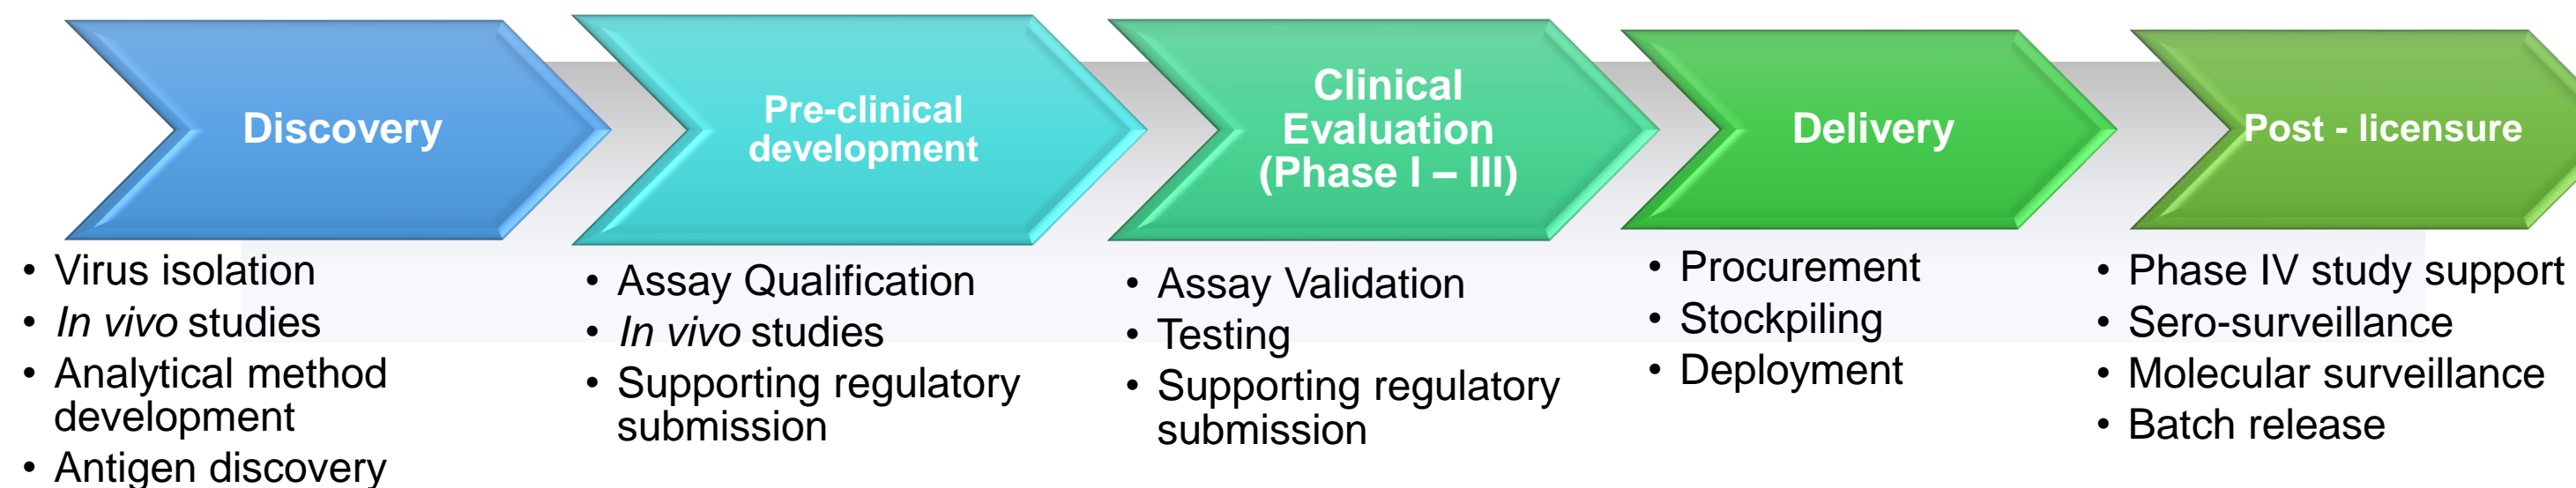 Discovery
Pre-clinical
development
Clinical
Evaluation
(Phase I – III)
Delivery
Post - licensure
• Virus isolation
• In vivo studies
• Analytical method
development
• Antigen discovery
• Assay Qualification
• In vivo studies
• Supporting regulatory
submission
• Assay Validation
• Testing
• Supporting regulatory
submission
• Procurement
• Stockpiling
• Deployment
• Phase IV study support
• Sero-surveillance
• Molecular surveillance
• Batch release